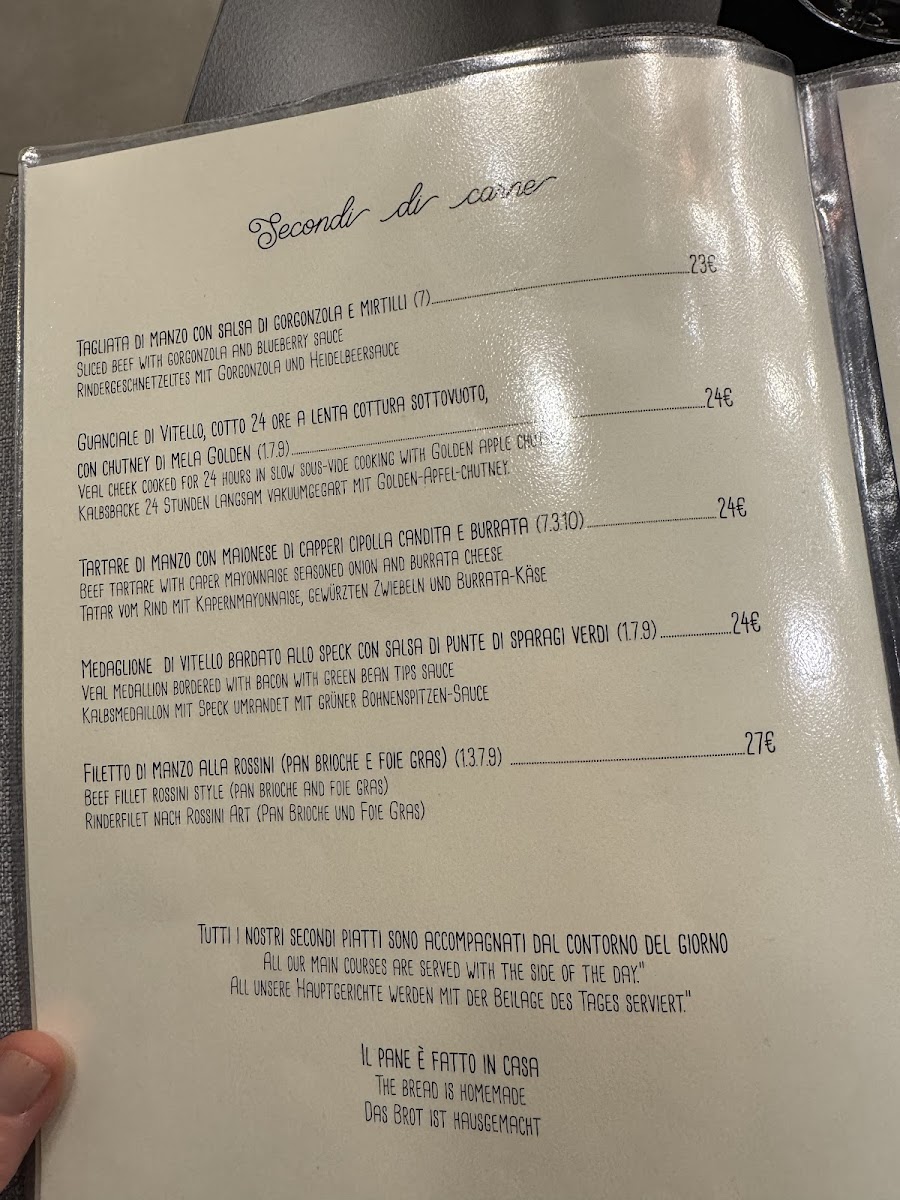 Secondi di carne
TAGLIATA DI MANZO CON SALSA DI GORGONZOLA E MIRTILLI (7)..........23€
SLICED BEEF WITH GORGONZOLA AND BLUEBERRY SAUCE
RINDERGESCHNETZELTES MIT GORGONZOLA UND HEIDELBEERSAUCE
GUANCIALE DI VITELLO, COTTO 24 ORE A LENTA COTTURA SOTTOVUOTO,
CON CHUTNEY DI MELA GOLDEN (1.7.9)..........24€
VEAL CHEEK COOKED FOR 24 HOURS IN SLOW SOUS-VIDE COOKING WITH GOLDEN APPLE
KALBSBACKE 24 STUNDEN LANGSAM VAKUUMGEGART MIT GOLDEN-APFEL-CHUTNEY.
TARTARE DI MANZO CON MAIONESE DI CAPPERI CIPOLLA CANDITA E BURRATA (7.3.10)..........24€
BEEF TARTARE WITH CAPER MAYONNAISE SEASONED ONION AND BURRATA CHEESE
TATAR VOM RIND MIT KAPERNMAYONNAISE, GEWÜRZTEN ZWIEBELN UND BURRATA-KÄSE
MEDAGLIONE DI VITELLO BARDATO ALLO SPECK CON SALSA DI PUNTE DI SPARAGI VERDI (1.7.9)..........24€
VEAL MEDALLION BORDERED WITH BACON WITH GREEN BEAN TIPS SAUCE
KALBSMEDAILLON MIT SPECK UMRANDET MIT GRÜNER BOHNENSPITZEN-SAUCE
FILETTO DI MANZO ALLA ROSSINI (PAN BRIOCHE E FOIE GRAS) (1.3.7.9) ..........27€
BEEF FILLET ROSSINI STYLE (PAN BRIOCHE AND FOIE GRAS)
RINDERFILET NACH ROSSINI ART (PAN BRIOCHE UND FOIE GRAS)
TUTTI I NOSTRI SECONDI PIATTI SONO ACCOMPAGNATI DAL CONTORNO DEL GIORNO
ALL OUR MAIN COURSES ARE SERVED WITH THE SIDE OF THE DAY."
ALL UNSERE HAUPTGERICHTE WERDEN MIT DER BEILAGE DES TAGES SERVIERT."
IL PANE È FATTO IN CASA
THE BREAD IS HOMEMADE
DAS BROT IST HAUSGEMACHT